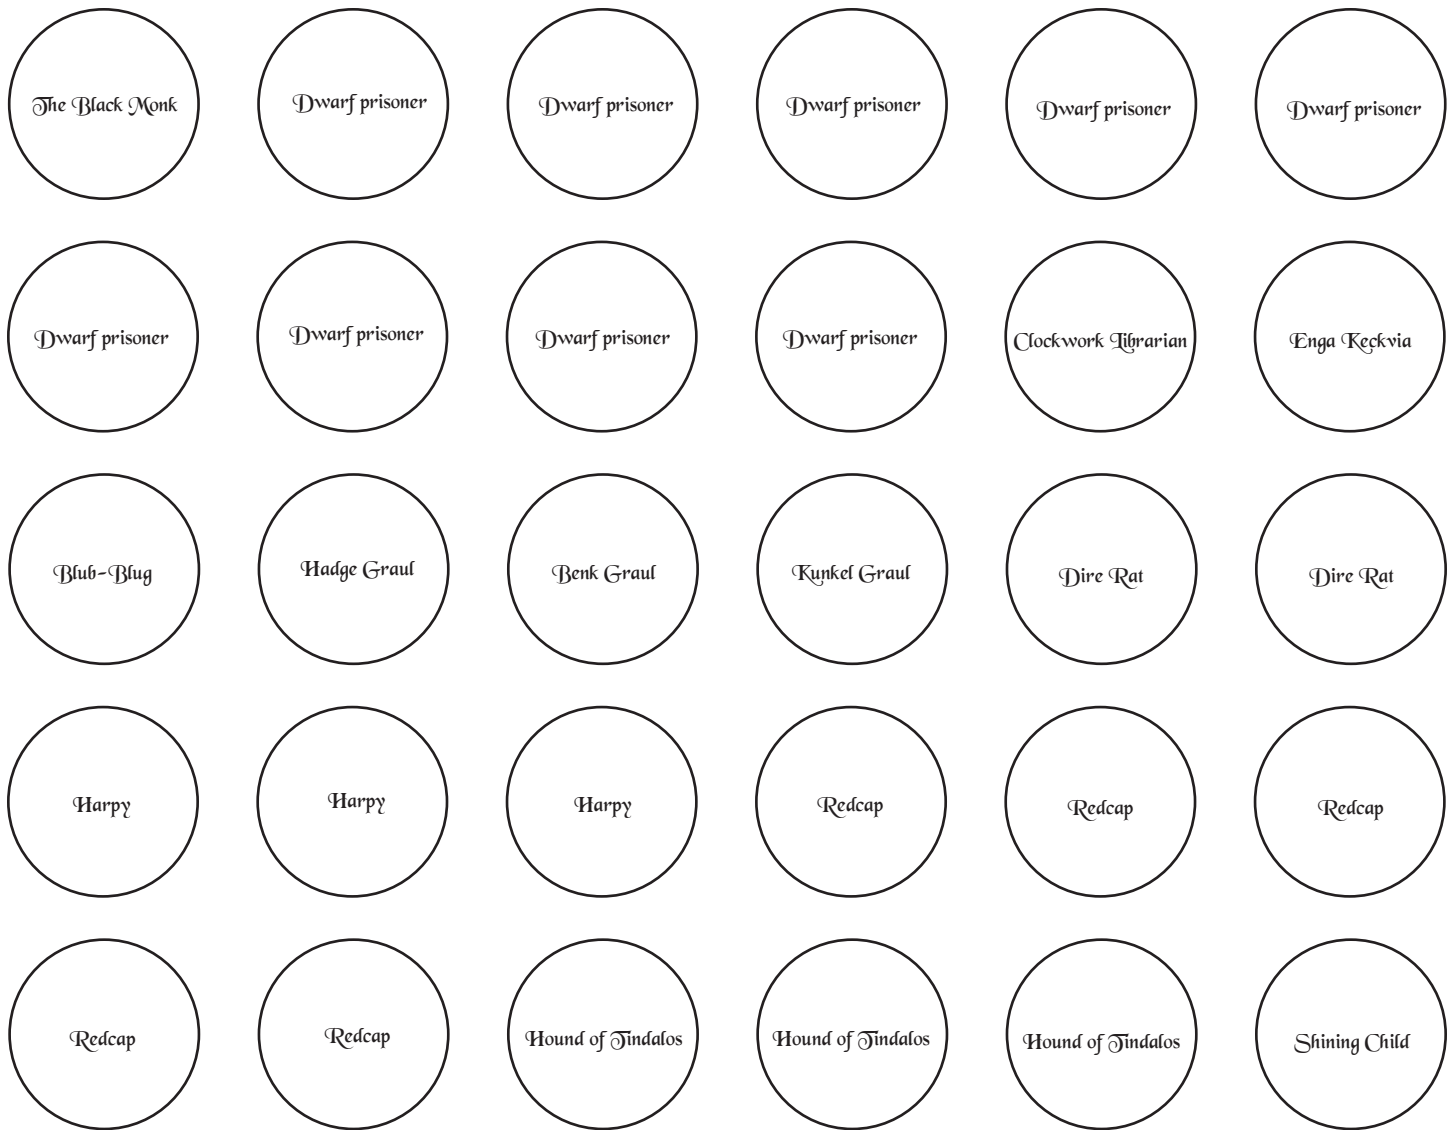 The Black Monk
Dwarf prisoner
Dwarf prisoner
Dwarf prisoner
Dwarf prisoner
Dwarf prisoner
Dwarf prisoner
Dwarf prisoner
Dwarf prisoner
Dwarf prisoner
Clockwork Librarian
Enga Keckvia
Blub-Blug
Hadge Graul
Benk Graul
Kunkel Graul
Dire Rat
Dire Rat
Harpy
Harpy
Harpy
Redcap
Redcap
Redcap
Redcap
Redcap
Hound of Tindalos
Hound of Tindalos
Hound of Tindalos
Shining Child